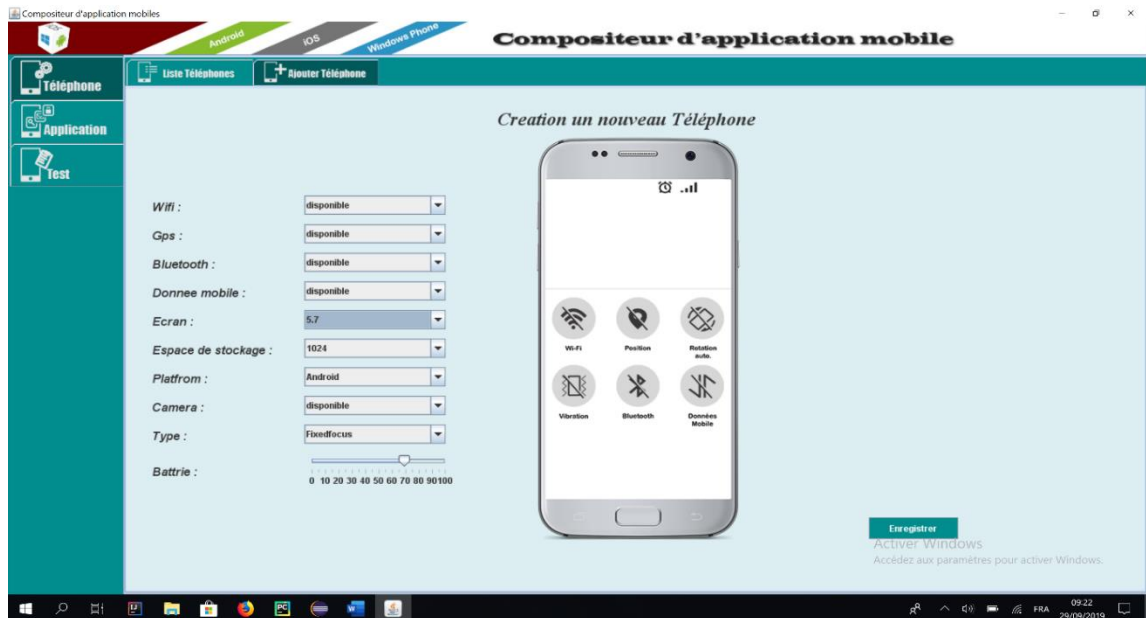 Compositeur d'application mobiles
Android
iOS
Windows Phone
Compositeur d'application mobile
Téléphone
Application
Test
Liste Téléphones
Ajouter Téléphone
Creation un nouveau Téléphone
Wifi : disponible
Gps : disponible
Bluetooth : disponible
Donnee mobile : disponible
Ecran : 5.7
Espace de stockage : 1024
Platfrom : Android
Camera : disponible
Type : Fixedfocus
Battrie :
0 10 20 30 40 50 60 70 80 90100
Wi-Fi
Position
Rotation
auto.
Vibration
Bluetooth
Données
Mobile
Enregistrer
Activer Windows
Accédez aux paramètres pour activer Windows.
FRA
09:22
29/09/2019